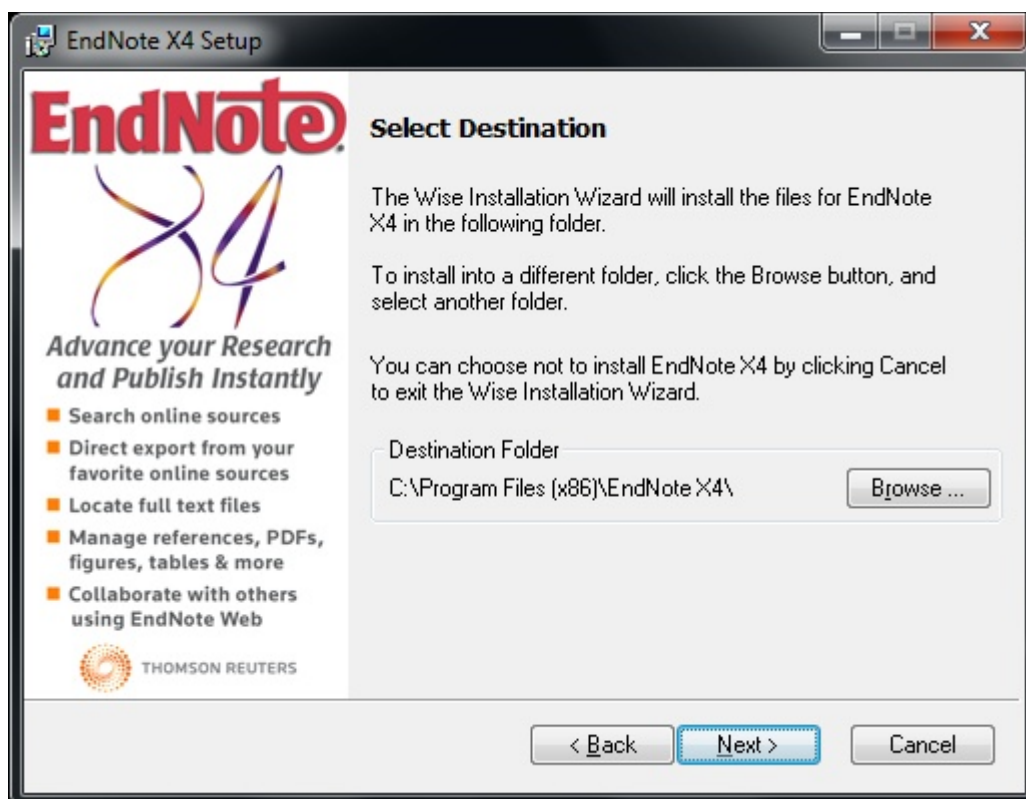 EndNote X4 Setup
EndNote.
X4
Advance your Research
and Publish Instantly
Search online sources
Direct export from your
favorite online sources
Locate full text files
Manage references, PDFs,
figures, tables & more
Collaborate with others
using EndNote Web
THOMSON REUTERS
Select Destination
The Wise Installation Wizard will install the files for EndNote
X4 in the following folder.
To install into a different folder, click the Browse button, and
select another folder.
You can choose not to install EndNote X4 by clicking Cancel
to exit the Wise Installation Wizard.
Destination Folder
C:\Program Files (x86)\EndNote X4\
Browse ...
< Back
Next >
Cancel